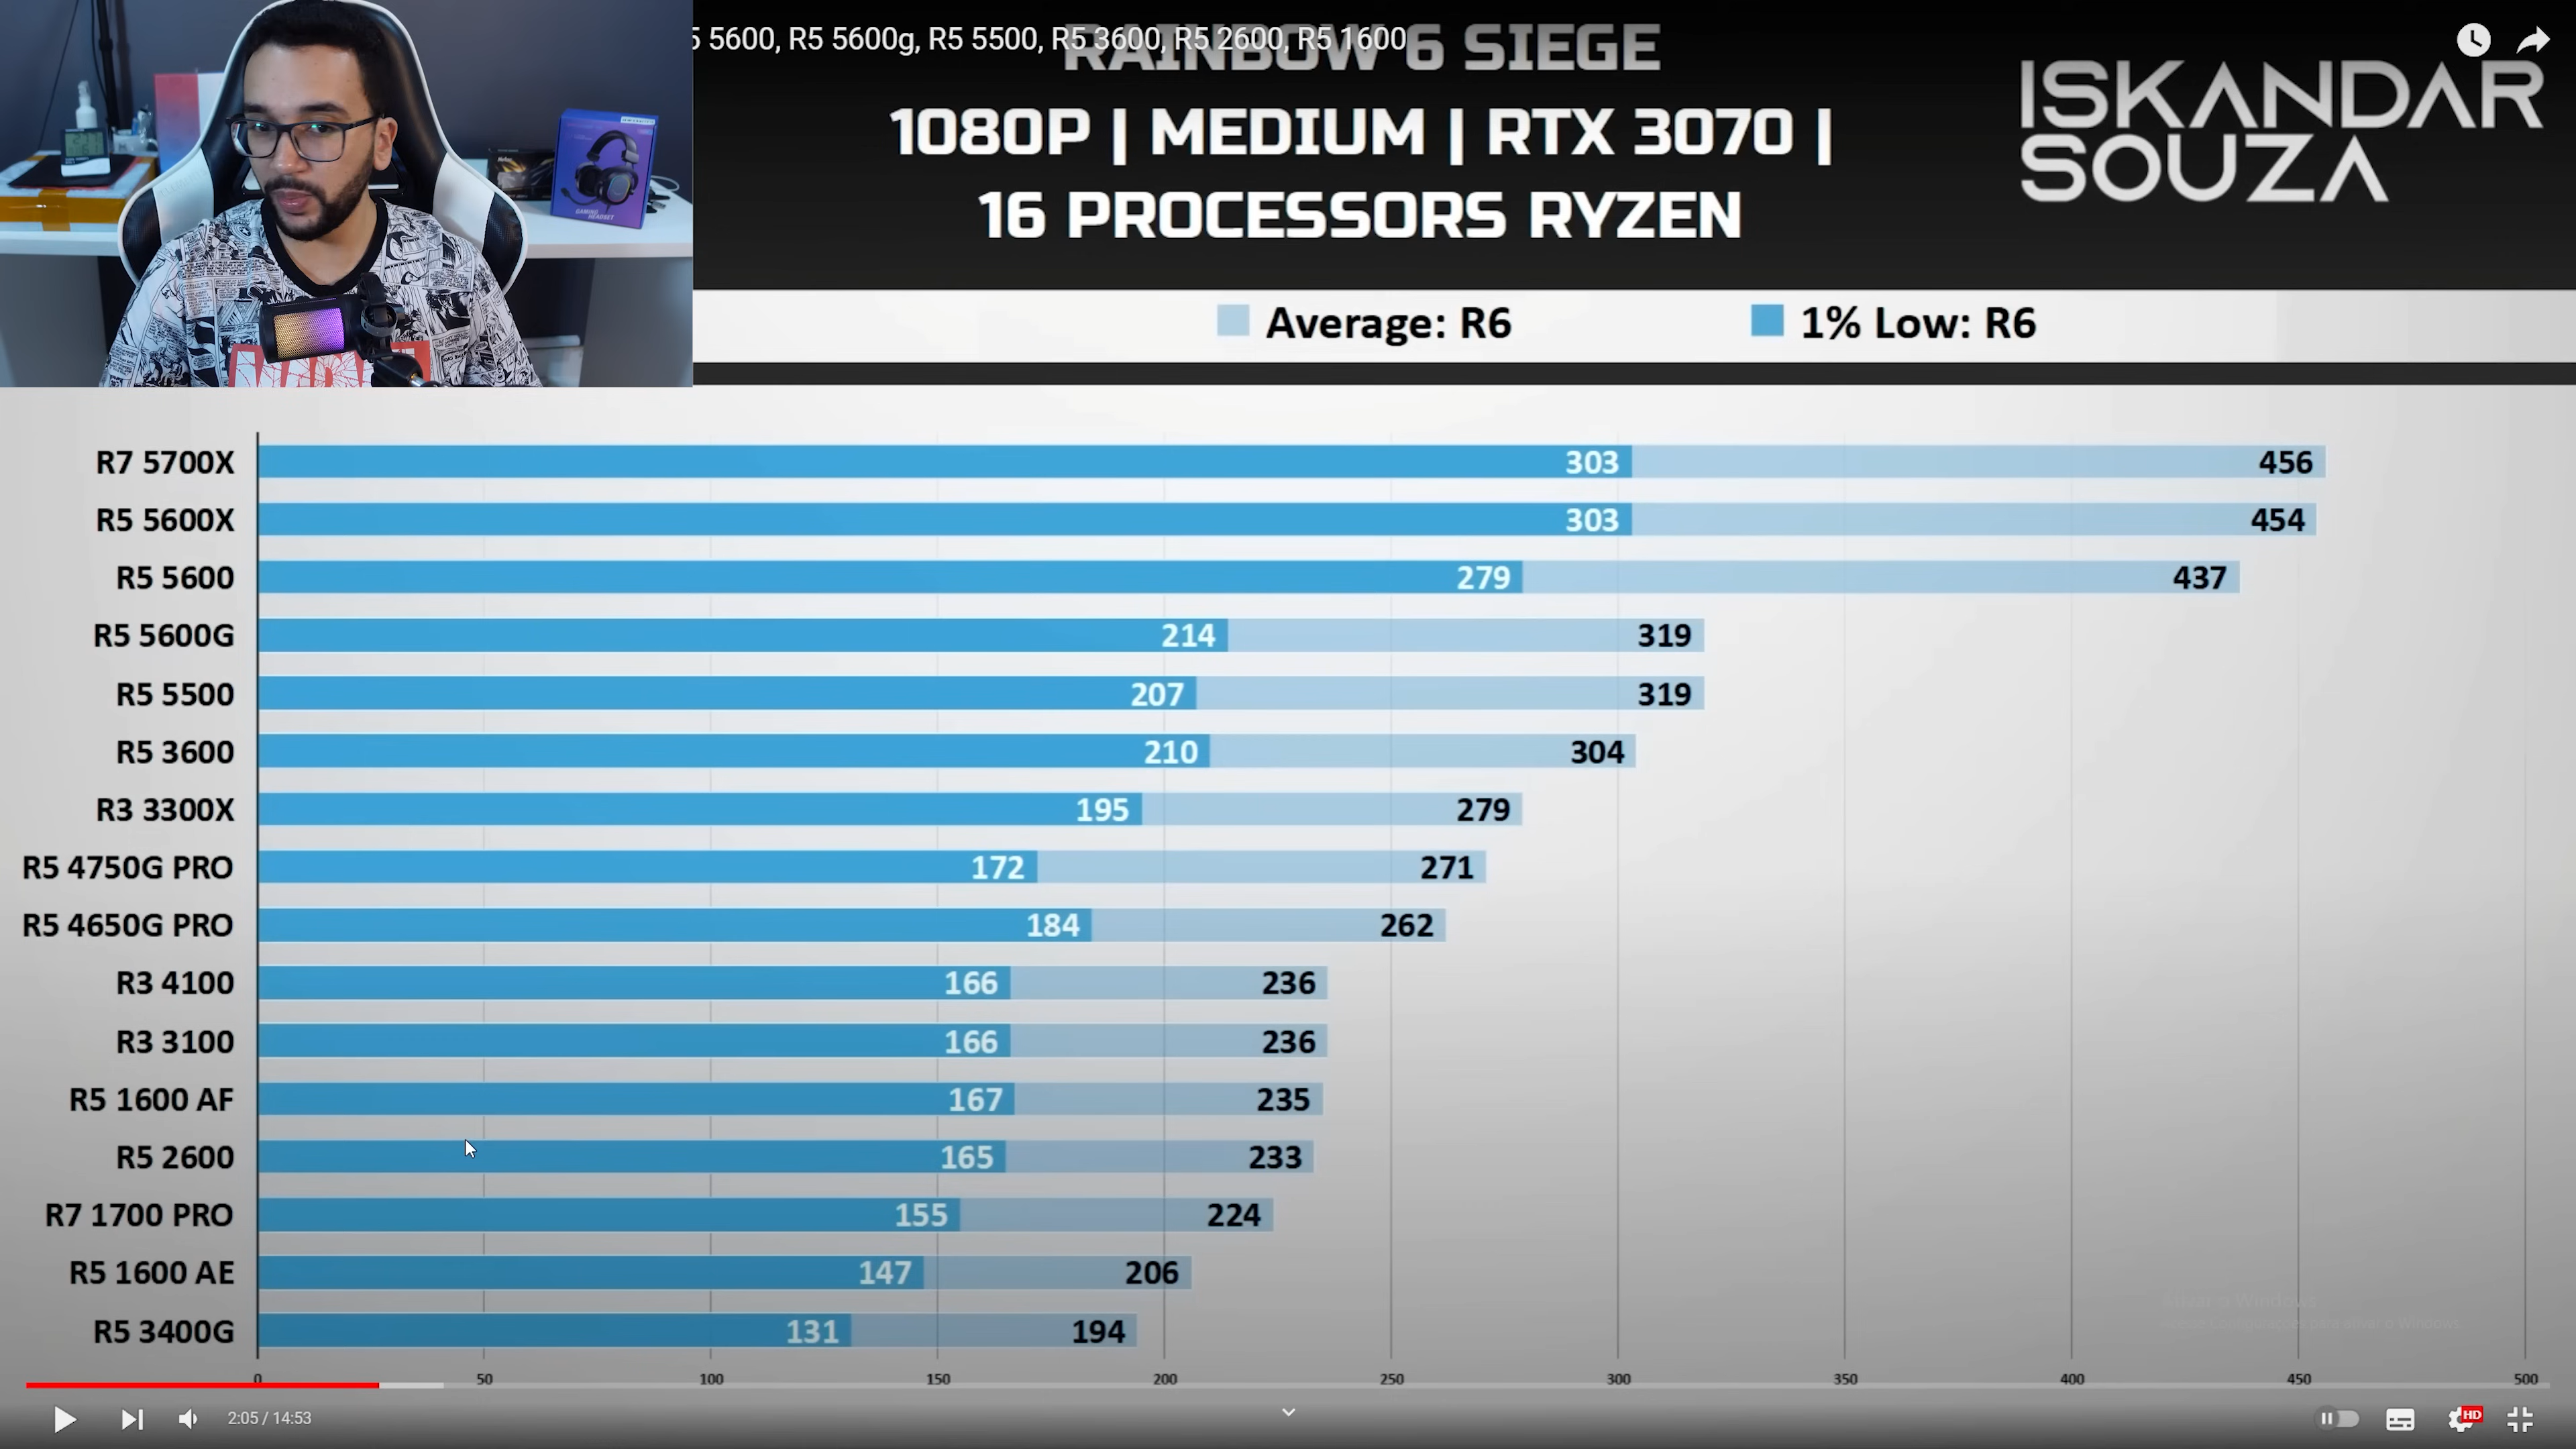 5 5600, R5 5600g, R5 5500, R5 3600, R5 2600, R5 1600
RAINBOW 6 SIEGE
1080P | MEDIUM | RTX 3070 |
16 PROCESSORS RYZEN
ISKANDAR
SOUZA
GAMING
HEADSET
Average: R6
1% Low: R6
R7 5700X 303 456
R5 5600X 303 454
R5 5600 279 437
R5 5600G 214 319
R5 5500 207 319
R5 3600 210 304
R3 3300X 195 279
R5 4750G PRO 172 271
R5 4650G PRO 184 262
R3 4100 166 236
R3 3100 166 236
R5 1600 AF 167 235
R5 2600 165 233
R7 1700 PRO 155 224
R5 1600 AE 147 206
R5 3400G 131 194
0 50 100 150 200 250 300 350 400 450 500
2:05 / 14:53
HD